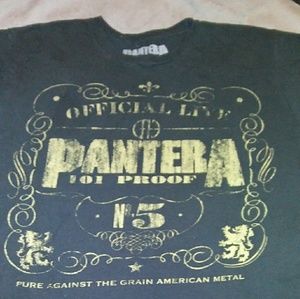 PANTERA
OFFICIAL LIVE
PANTERA
101 PROOF
Nº5
PURE AGAINST THE GRAIN AMERICAN METAL